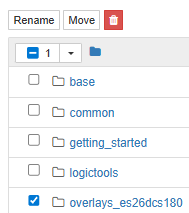 Rename Move
1
base
common
getting_started
logictools
overlays_es26dcs180